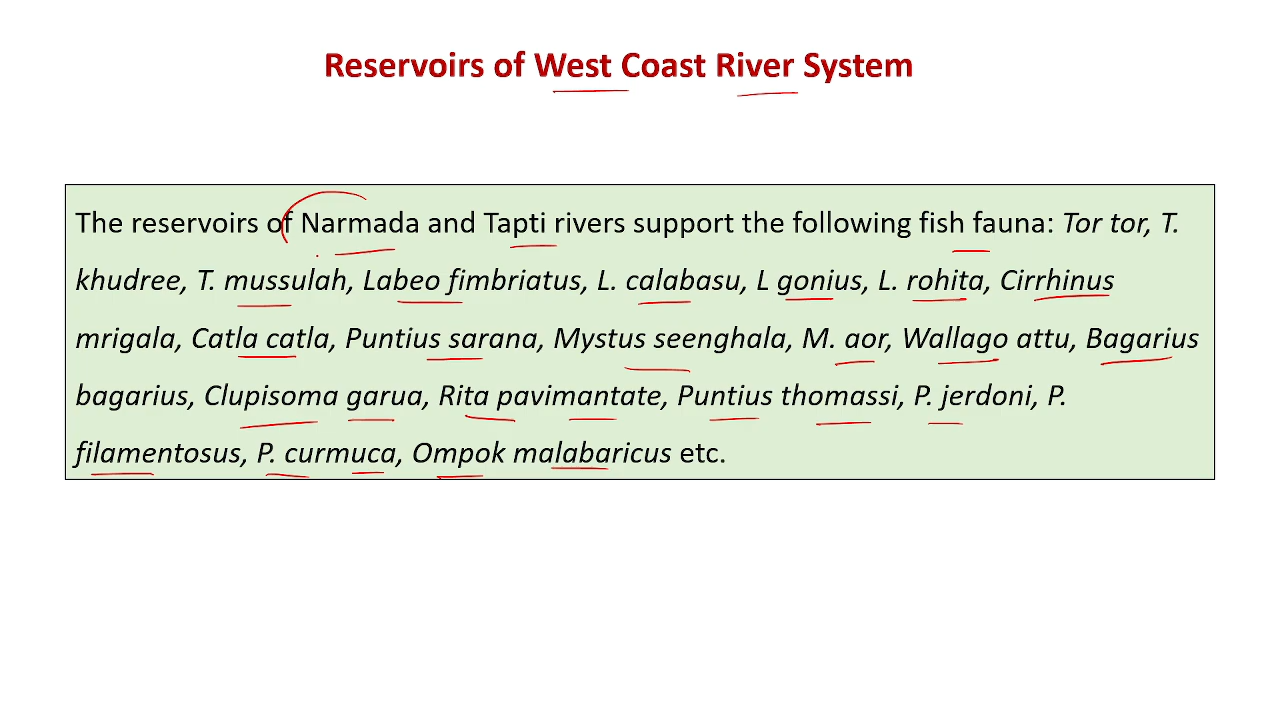 Reservoirs of West Coast River System
The reservoirs of Narmada and Tapti rivers support the following fish fauna: Tor tor, T.
khudree, T. mussulah, Labeo fimbriatus, L. calabasu, L gonius, L. rohita, Cirrhinus
mrigala, Catla catla, Puntius sarana, Mystus seenghala, M. aor, Wallago attu, Bagarius
bagarius, Clupisoma garua, Rita pavimantate, Puntius thomassi, P. jerdoni, P.
filamentosus, P. curmuca, Ompok malabaricus etc.